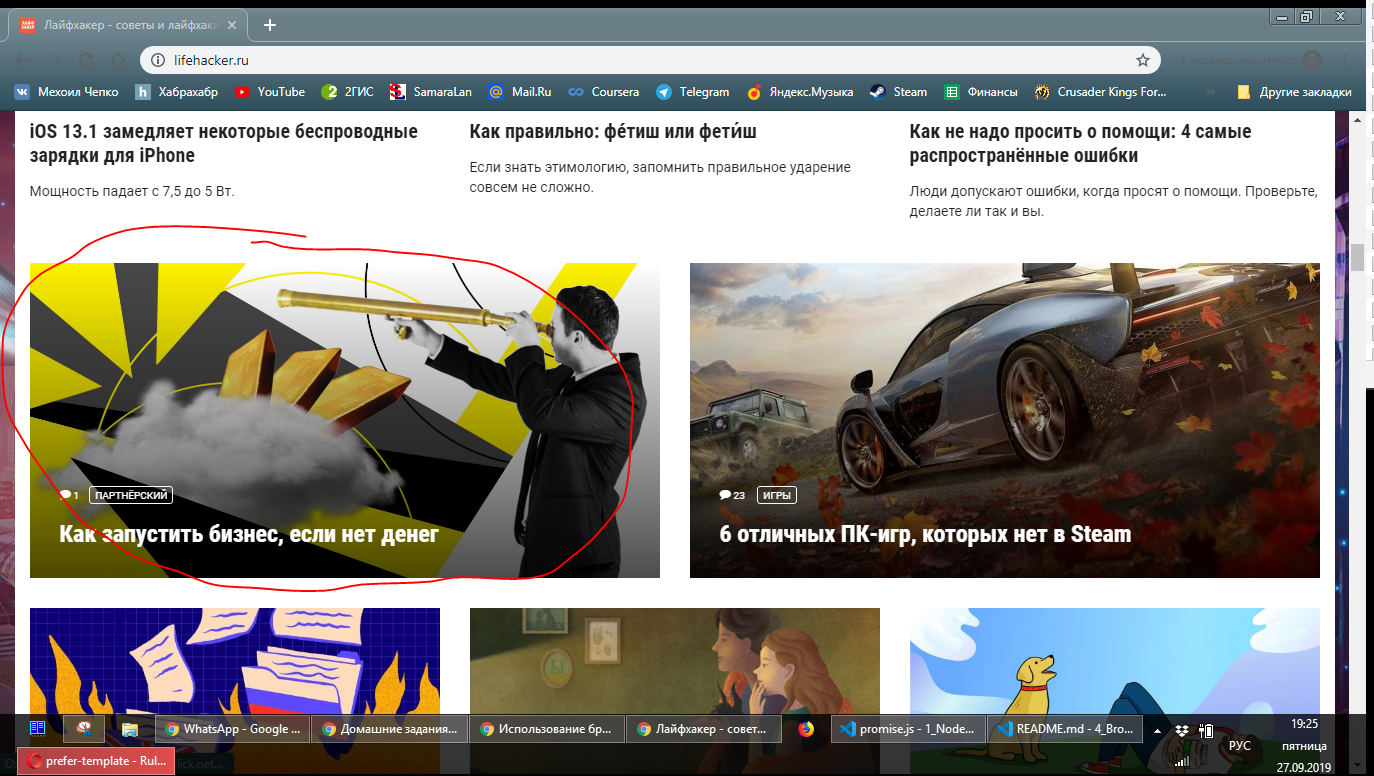 Лайфхакер - советы и лайфхаки
lifehacker.ru
Мехоил Чепко
Хабрахабр
YouTube
2ГИС
SamaraLan
Mail.Ru
Coursera
Telegram
Яндекс.Музыка
Steam
Финансы
Crusader Kings For...
Другие закладки
iOS 13.1 замедляет некоторые беспроводные
зарядки для iPhone
Мощность падает с 7,5 до 5 Вт.
Как правильно: фе́тиш или фети́ш
Если знать этимологию, запомнить правильное ударение
совсем не сложно.
Как не надо просить о помощи: 4 самые
распространённые ошибки
Люди допускают ошибки, когда просят о помощи. Проверьте,
делаете ли так и вы.
1 ПАРТНЁРСКИЙ
Как запустить бизнес, если нет денег
23 ИГРЫ
6 отличных ПК-игр, которых нет в Steam
WhatsApp - Google ...
Домашние задания...
Использование бр...
Лайфхакер - совет...
promise.js - 1_Node...
README.md - 4_Bro...
prefer-template - Rul...
РУС
19:25
пятница
27.09.2019